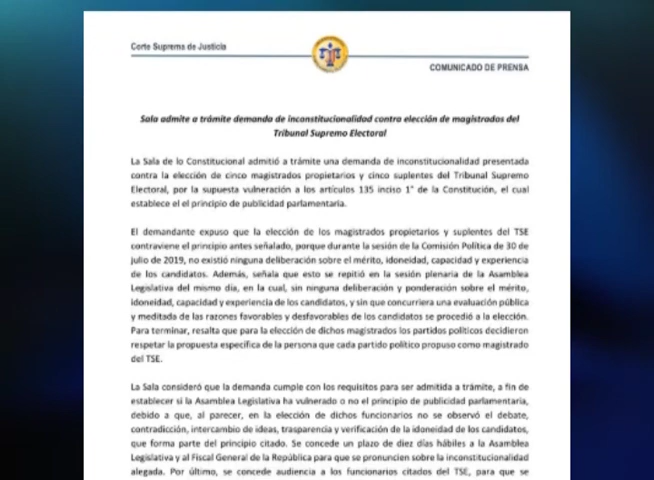 Corte Suprema de Justicia
COMUNICADO DE PRENSA
Sala admite a trámite demanda de inconstitucionalidad contra elección de magistrados del
Tribunal Supremo Electoral
La Sala de lo Constitucional admitió a trámite una demanda de inconstitucionalidad presentada
contra la elección de cinco magistrados propietarios y cinco suplentes del Tribunal Supremo
Electoral, por la supuesta vulneración a los artículos 135 inciso 1° de la Constitución, el cual
establece el el principio de publicidad parlamentaria.
El demandante expuso que la elección de los magistrados propietarios y suplentes del TSE
contraviene el principio antes señalado, porque durante la sesión de la Comisión Política de 30 de
julio de 2019, no existió ninguna deliberación sobre el mérito, idoneidad, capacidad y experiencia
de los candidatos. Además, señala que esto se repitió en la sesión plenaria de la Asamblea
Legislativa del mismo día, en la cual, sin ninguna deliberación y ponderación sobre el mérito,
idoneidad, capacidad y experiencia de los candidatos, y sin que concurriera una evaluación pública
y meditada de las razones favorables y desfavorables de los candidatos se procedió a la elección.
Para terminar, resalta que para la elección de dichos magistrados los partidos políticos decidieron
respetar la propuesta específica de la persona que cada partido político propuso como magistrado
del TSE.
La Sala consideró que la demanda cumple con los requisitos para ser admitida a trámite, a fin de
establecer si la Asamblea Legislativa ha vulnerado o no el principio de publicidad parlamentaria,
debido a que, al parecer, en la elección de dichos funcionarios no se observó el debate,
contradicción, intercambio de ideas, trasparencia y verificación de la idoneidad de los candidatos,
que forma parte del principio citado. Se concede un plazo de diez días hábiles a la Asamblea
Legislativa y al Fiscal General de la República para que se pronuncien sobre la inconstitucionalidad
alegada. Por último, se concede audiencia a los funcionarios citados del TSE, para que se